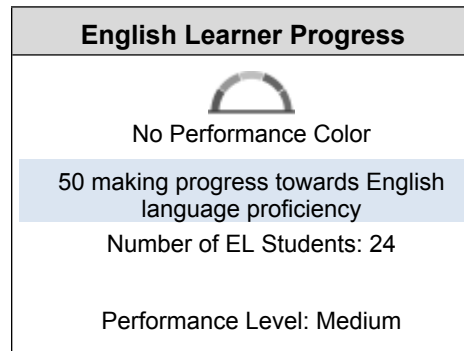 English Learner Progress
No Performance Color
50 making progress towards English
language proficiency
Number of EL Students: 24
Performance Level: Medium